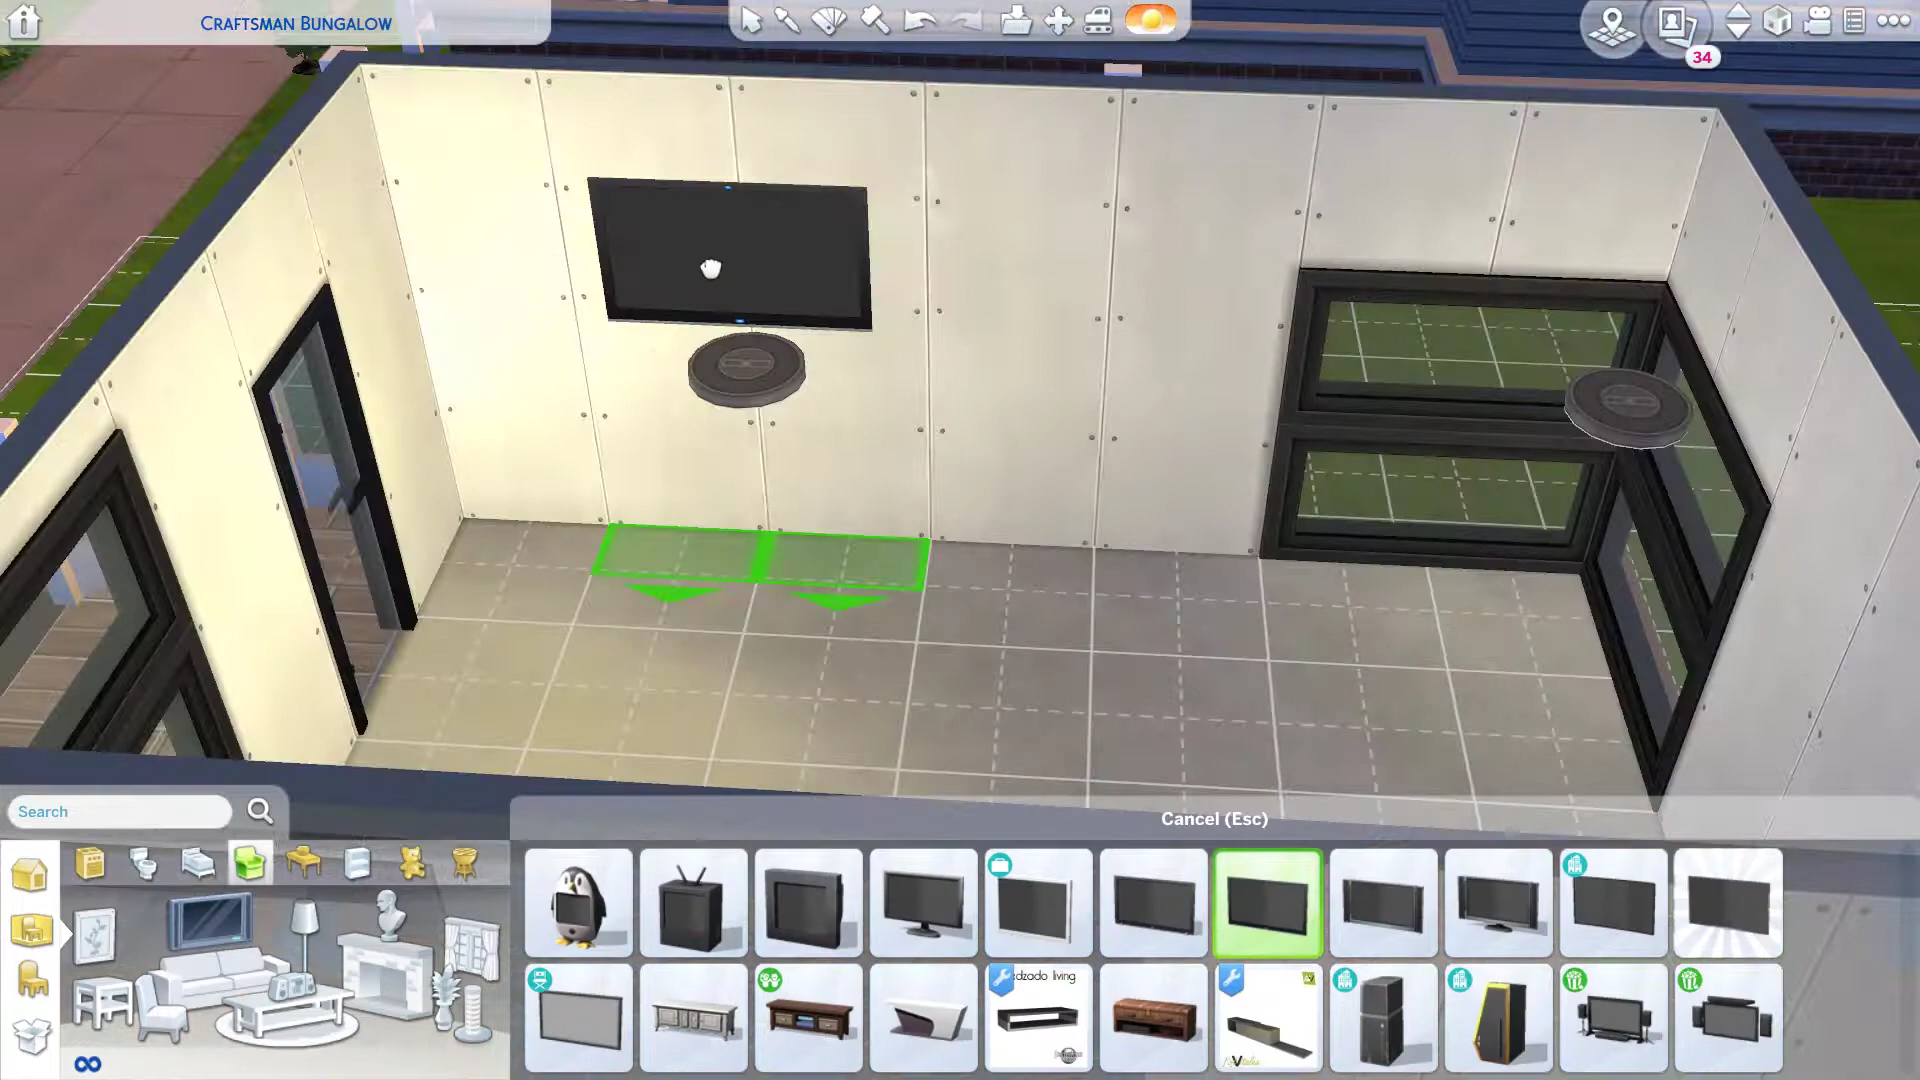 CRAFTSMAN BUNGALOW
34
Search
Cancel (Esc)
dzado living